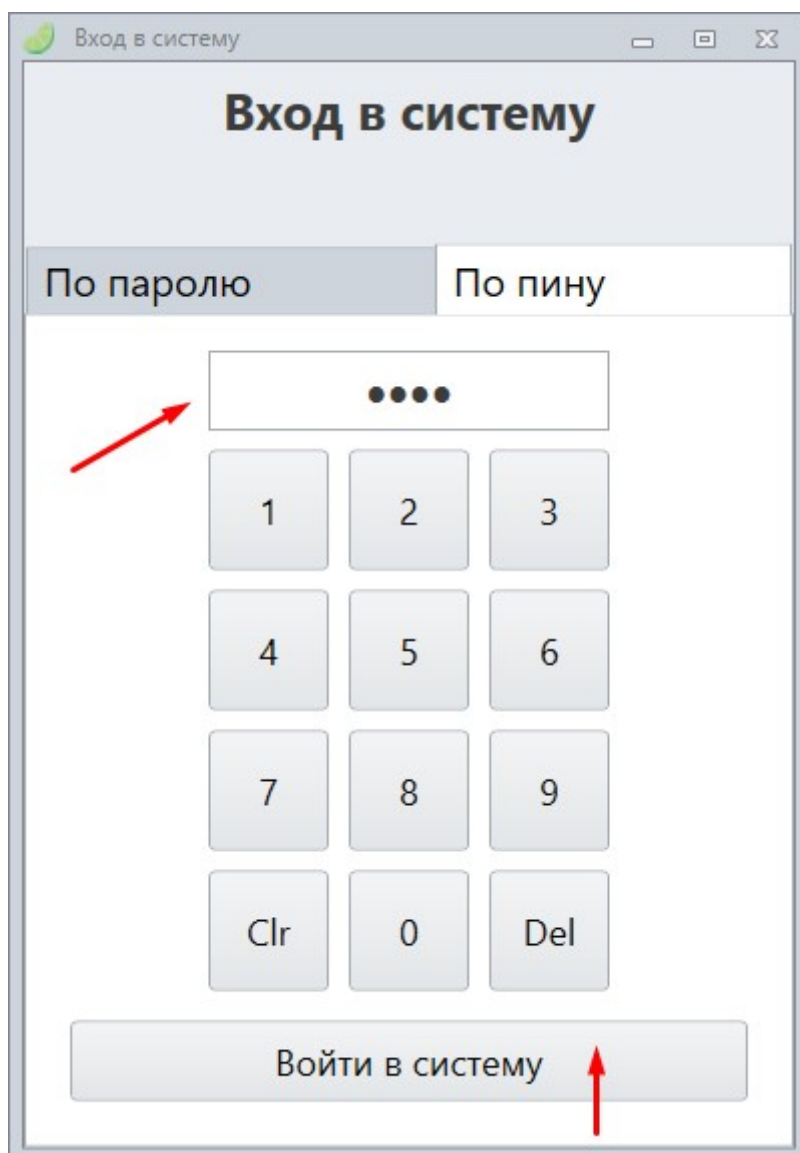 Вход в систему
Вход в систему
По паролю По пину
••••
1 2 3
4 5 6
7 8 9
Clr 0 Del
Войти в систему